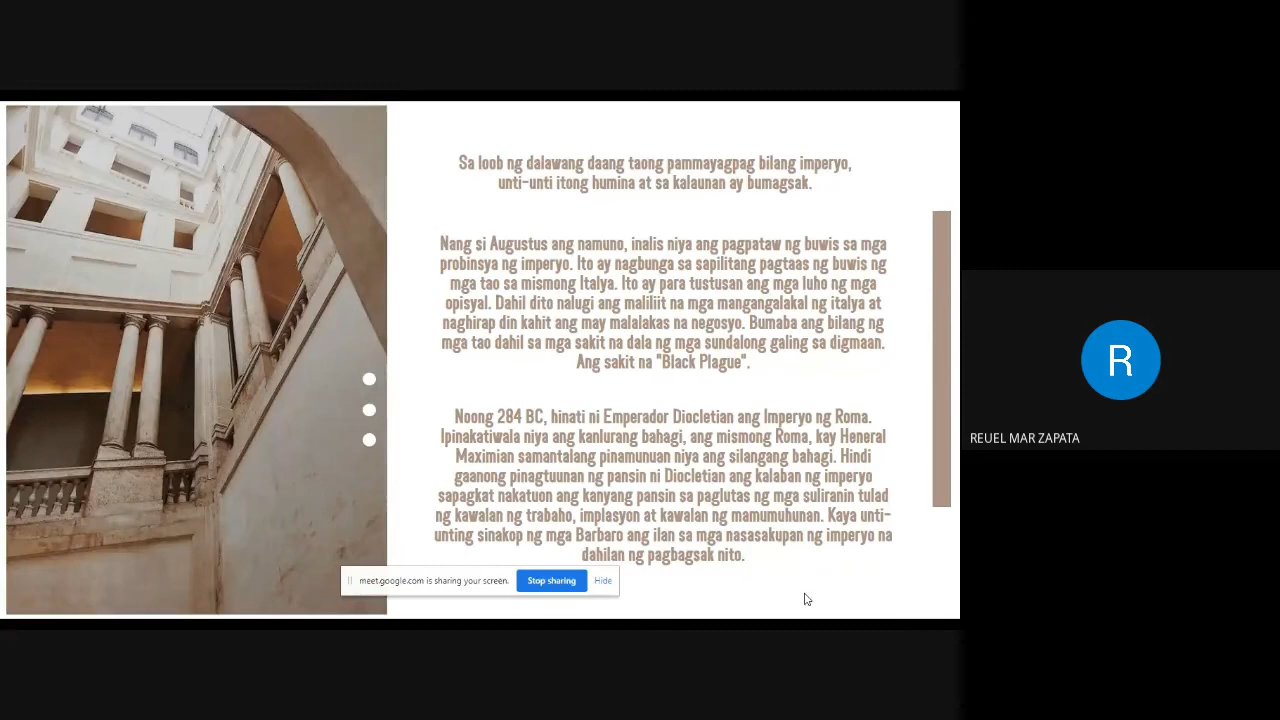 Sa loob ng dalawang daang taong pammayagpag bilang imperyo,
unti-unti itong humina at sa kalaunan ay bumagsak.
Nang si Augustus ang namuno, inalis niya ang pagpataw ng buwis sa mga
probinsya ng imperyo. Ito ay nagbunga sa sapilitang pagtaas ng buwis ng
mga tao sa mismong Italya. Ito ay para tustusan ang mga luho ng mga
opisyal. Dahil dito nalugi ang maliliit na mga mangangalakal ng italya at
naghirap din kahit ang may malalakas na negosyo. Bumaba ang bilang ng
mga tao dahil sa mga sakit na dala ng mga sundalong galing sa digmaan.
Ang sakit na "Black Plague".
Noong 284 BC, hinati ni Emperador Diocletian ang Imperyo ng Roma.
Ipinakatiwala niya ang kanlurang bahagi, ang mismong Roma, kay Heneral
Maximian samantalang pinamunuan niya ang silangang bahagi. Hindi
gaanong pinagtuunan ng pansin ni Diocletian ang kalaban ng imperyo
sapagkat nakatuon ang kanyang pansin sa paglutas ng mga suliranin tulad
ng kawalan ng trabaho, implasyon at kawalan ng mamumuhunan. Kaya unti-
unting sinakop ng mga Barbaro ang ilan sa mga nasasakupan ng imperyo na
dahilan ng pagbagsak nito.
meet.google.com is sharing your screen.
Stop sharing
Hide
R
REUEL MAR ZAPATA